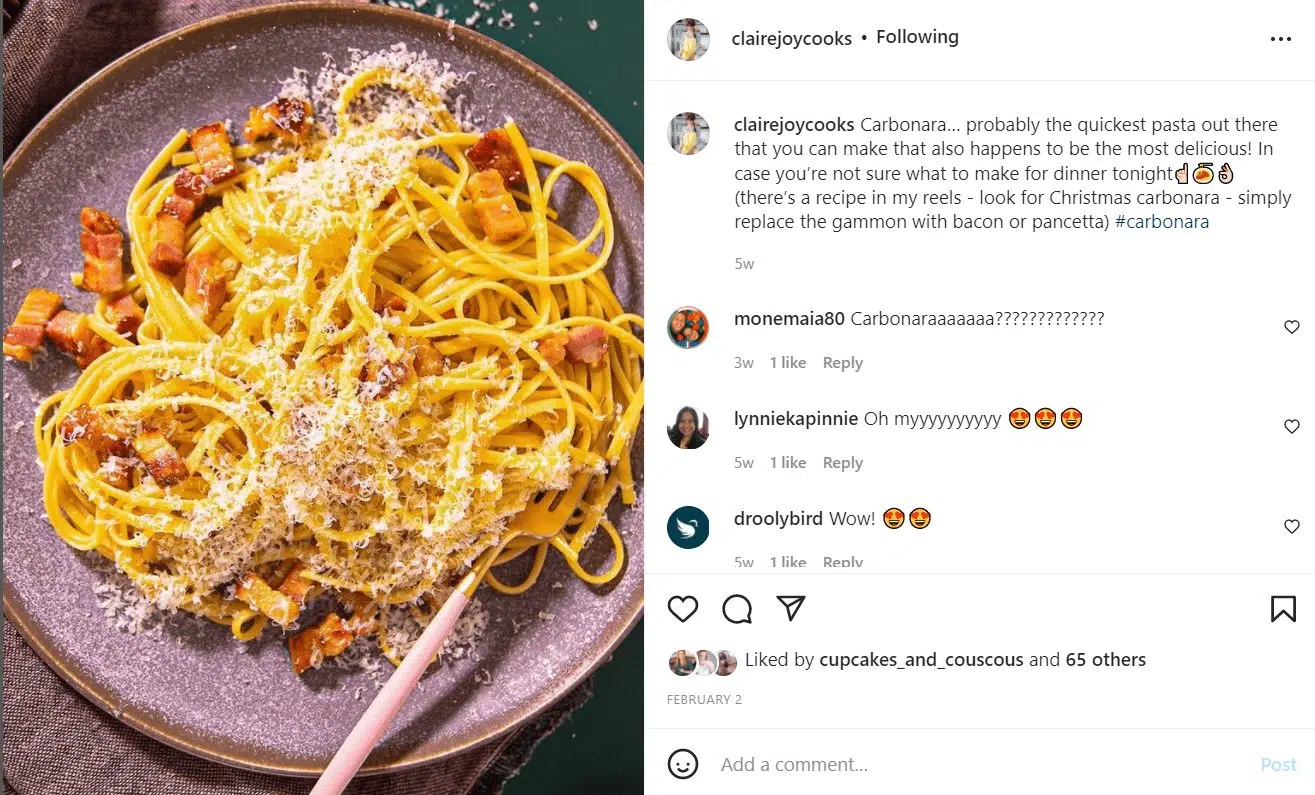 clairejoycooks • Following
clairejoycooks Carbonara... probably the quickest pasta out there
that you can make that also happens to be the most delicious! In
case you're not sure what to make for dinner tonight☝🏻🍝👌🏻
(there's a recipe in my reels - look for Christmas carbonara - simply
replace the gammon with bacon or pancetta) #carbonara
5w
monemaia80 Carbonaraaaaaaa?????????????
3w 1 like Reply
lynniekapinnie Oh myyyyyyyyyy 😍😍😍
5w 1 like Reply
droolybird Wow! 😍😍
5w 1 like Reply
Liked by cupcakes_and_couscous and 65 others
FEBRUARY 2
Add a comment...
Post